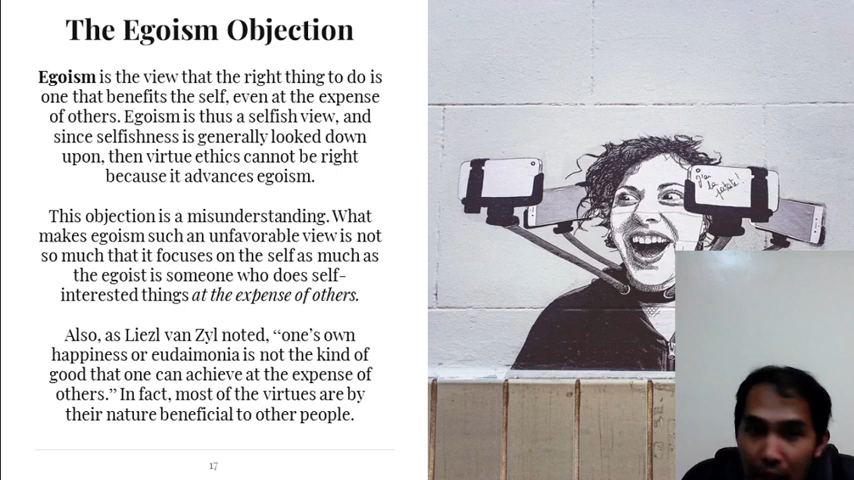 The Egoism Objection
Egoism is the view that the right thing to do is
one that benefits the self, even at the expense
of others. Egoism is thus a selfish view, and
since selfishness is generally looked down
upon, then virtue ethics cannot be right
because it advances egoism.
This objection is a misunderstanding. What
makes egoism such an unfavorable view is not
so much that it focuses on the self as much as
the egoist is someone who does self-
interested things at the expense of others.
Also, as Liezl van Zyl noted, “one’s own
happiness or eudaimonia is not the kind of
good that one can achieve at the expense of
others.” In fact, most of the virtues are by
their nature beneficial to other people.
17
la
patate!